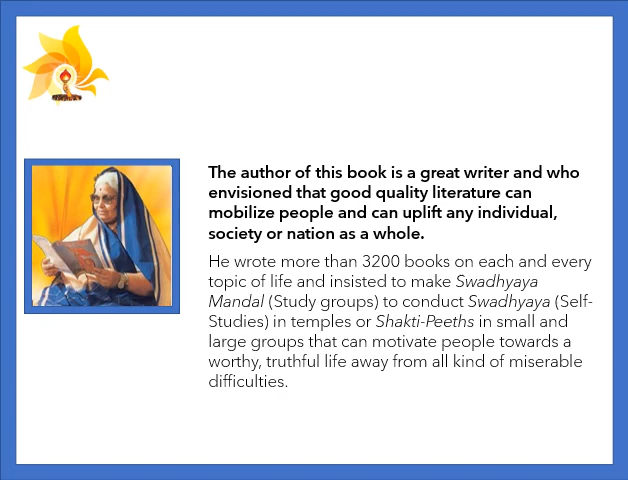 The author of this book is a great writer and who
envisioned that good quality literature can
mobilize people and can uplift any individual,
society or nation as a whole.
He wrote more than 3200 books on each and every
topic of life and insisted to make Swadhyaya
Mandal (Study groups) to conduct Swadhyaya (Self-
Studies) in temples or Shakti-Peeths in small and
large groups that can motivate people towards a
worthy, truthful life away from all kind of miserable
difficulties.